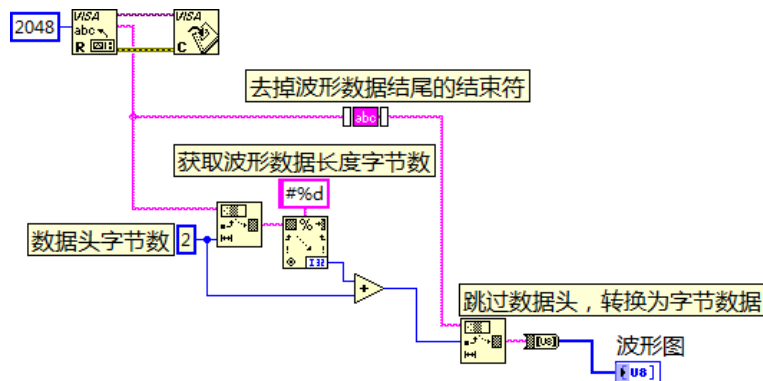 2048
VISA
abc
R
VISA
C
去掉波形数据结尾的结束符
abc
获取波形数据长度字节数
#%d
数据头字节数
2
%
I32
+
跳过数据头，转换为字节数据
[U8]
波形图
U8]